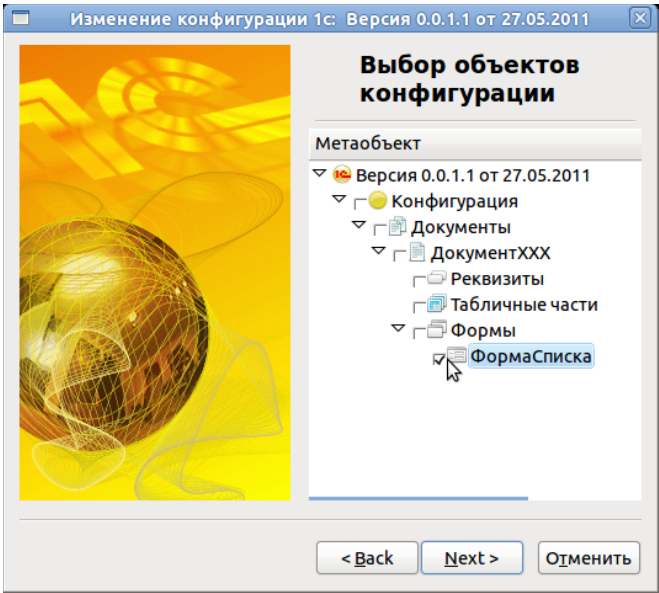 Изменение конфигурации 1с: Версия 0.0.1.1 от 27.05.2011
Выбор объектов
конфигурации
Метаобъект
Версия 0.0.1.1 от 27.05.2011
Конфигурация
Документы
ДокументXXX
Реквизиты
Табличные части
Формы
ФормаСписка
< Back
Next >
Отменить